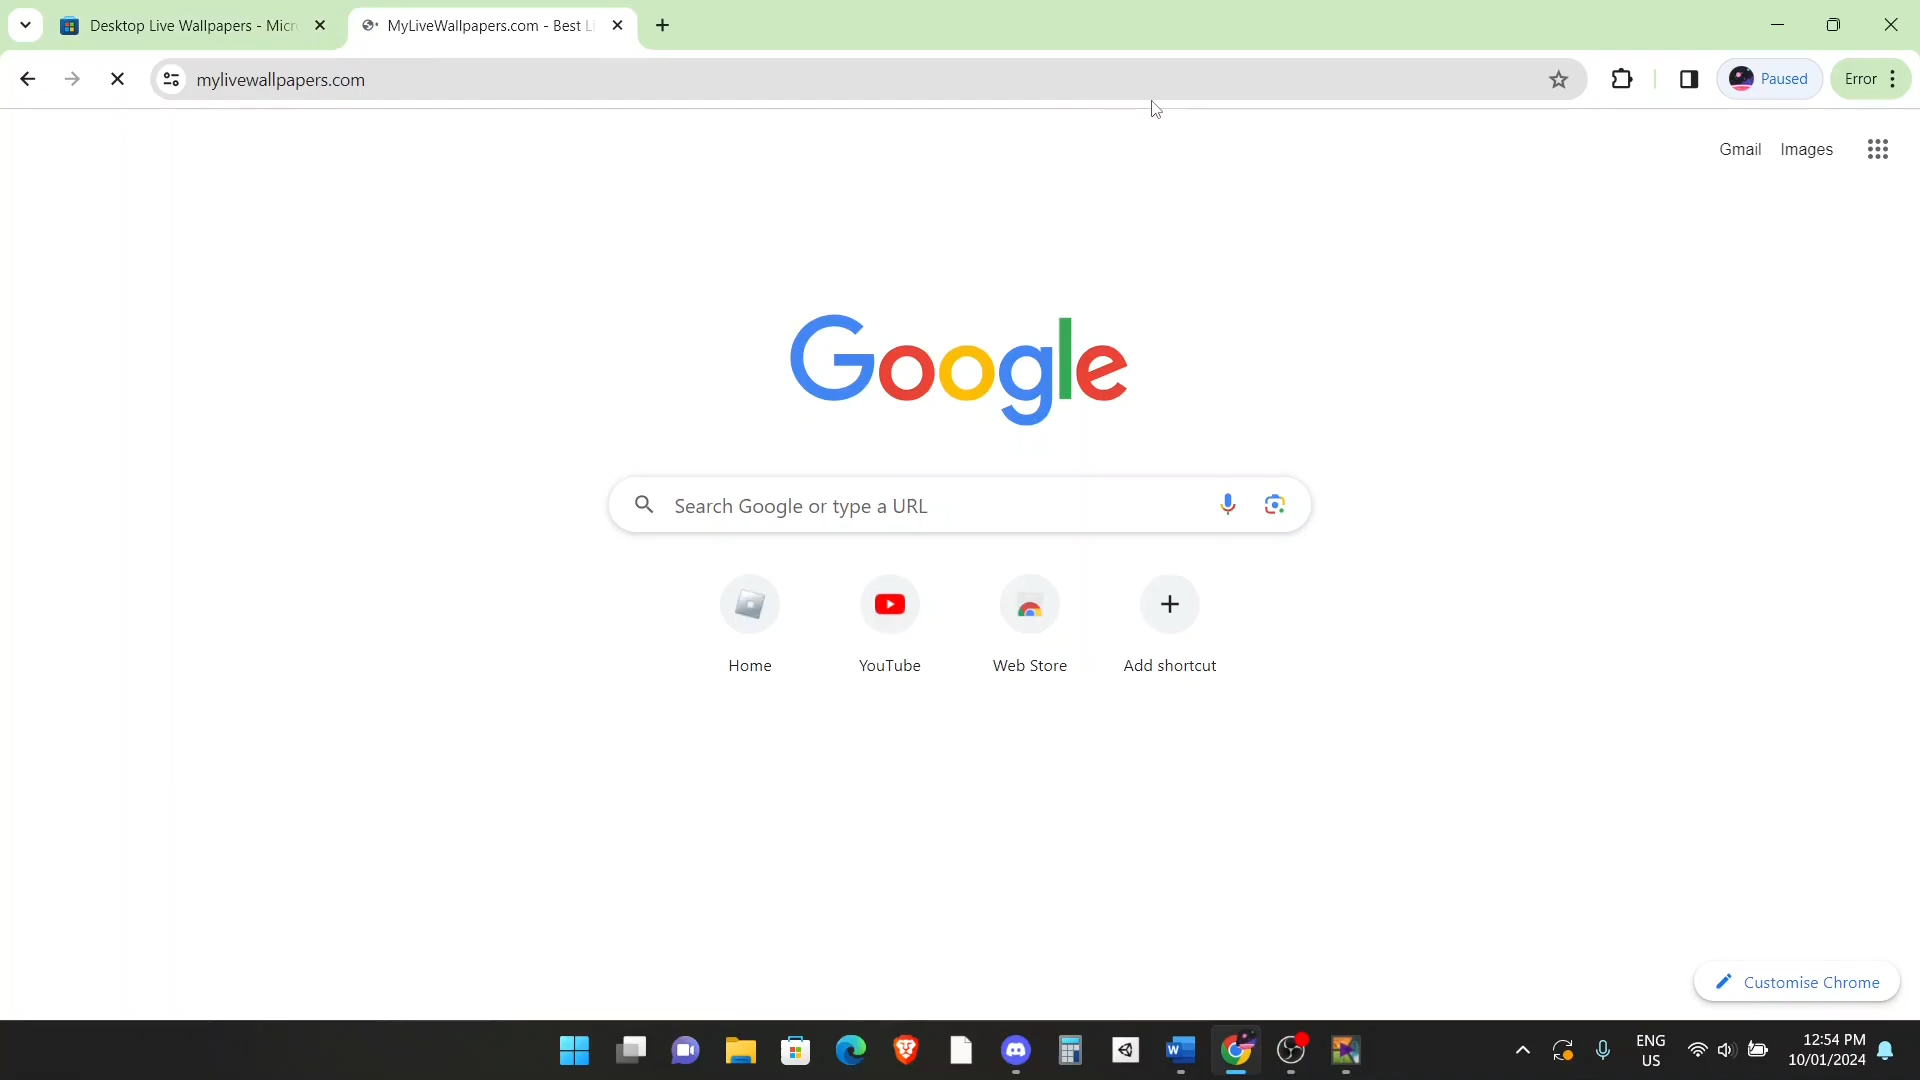 Desktop Live Wallpapers - Micr
MyLiveWallpapers.com - Best Li
mylivewallpapers.com
Paused
Error
Gmail Images
Google
Search Google or type a URL
Home YouTube Web Store Add shortcut
Customise Chrome
ENG
US
12:54 PM
10/01/2024